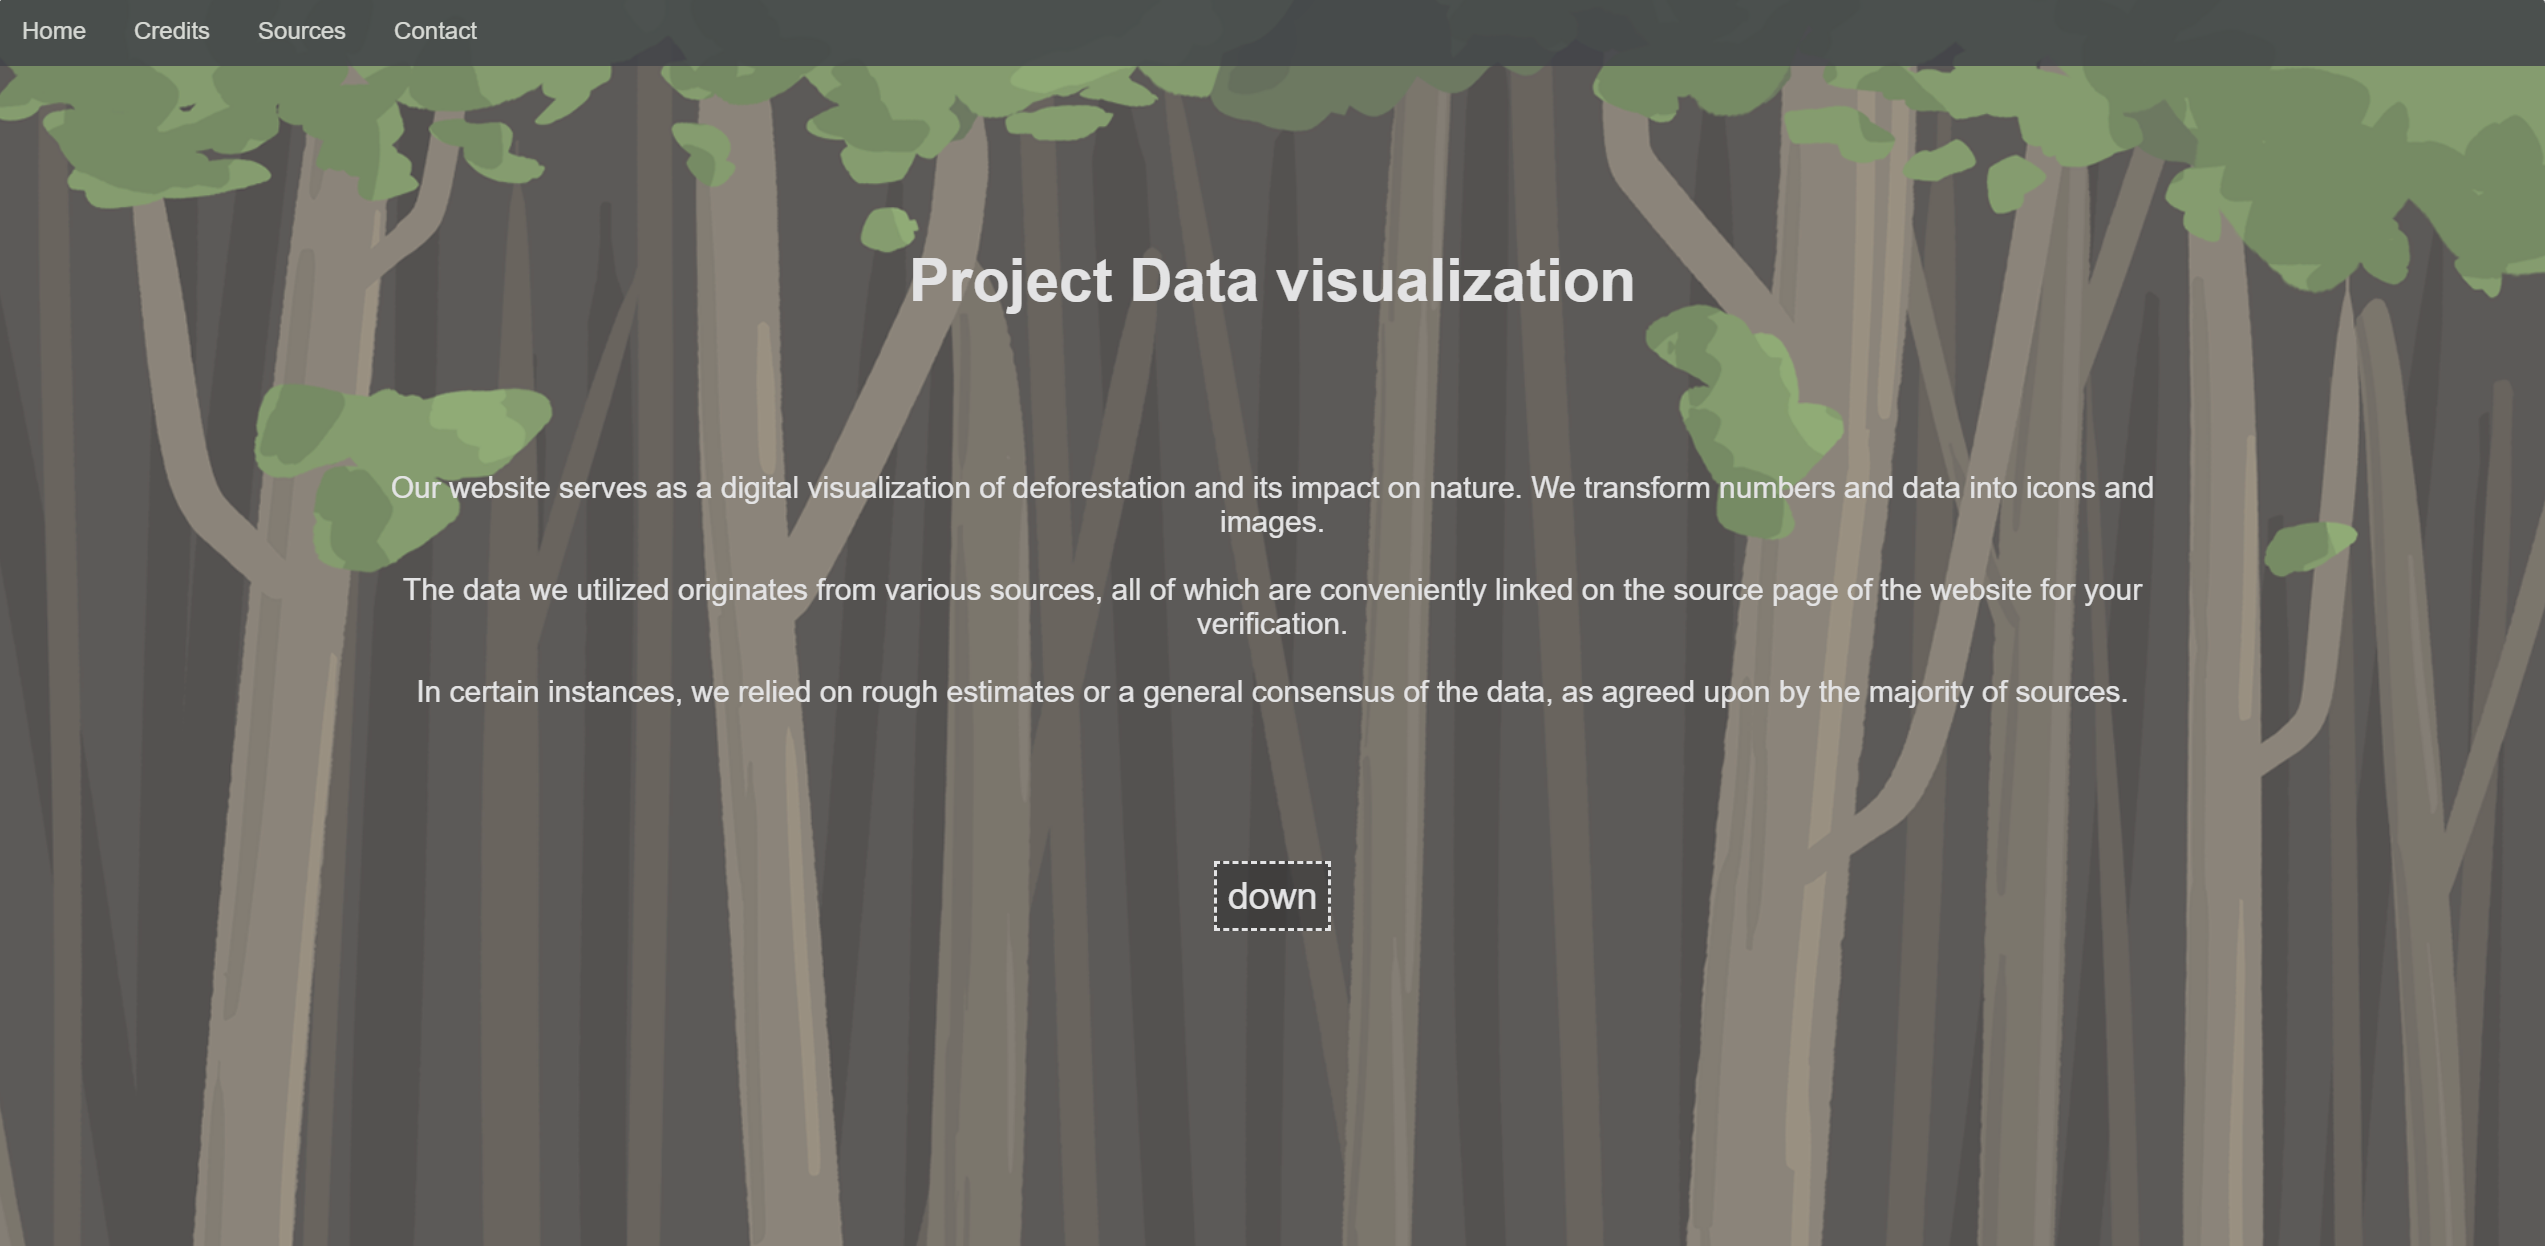 Home Credits Sources Contact
Project Data visualization
Our website serves as a digital visualization of deforestation and its impact on nature. We transform numbers and data into icons and
images.
The data we utilized originates from various sources, all of which are conveniently linked on the source page of the website for your
verification.
In certain instances, we relied on rough estimates or a general consensus of the data, as agreed upon by the majority of sources.
down